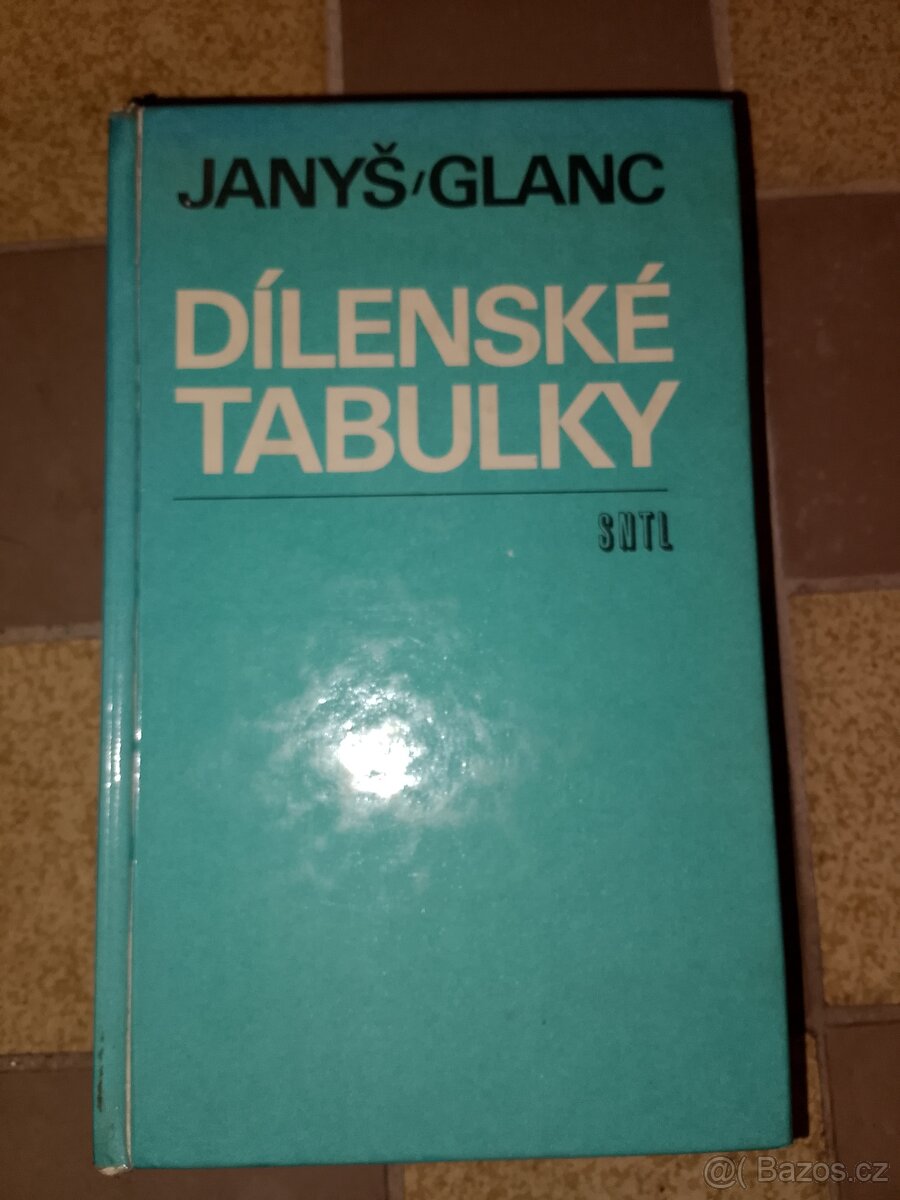 JANYŠ/GLANC
DÍLENSKÉ
TABULKY
SNTL
@( Bazos.cz